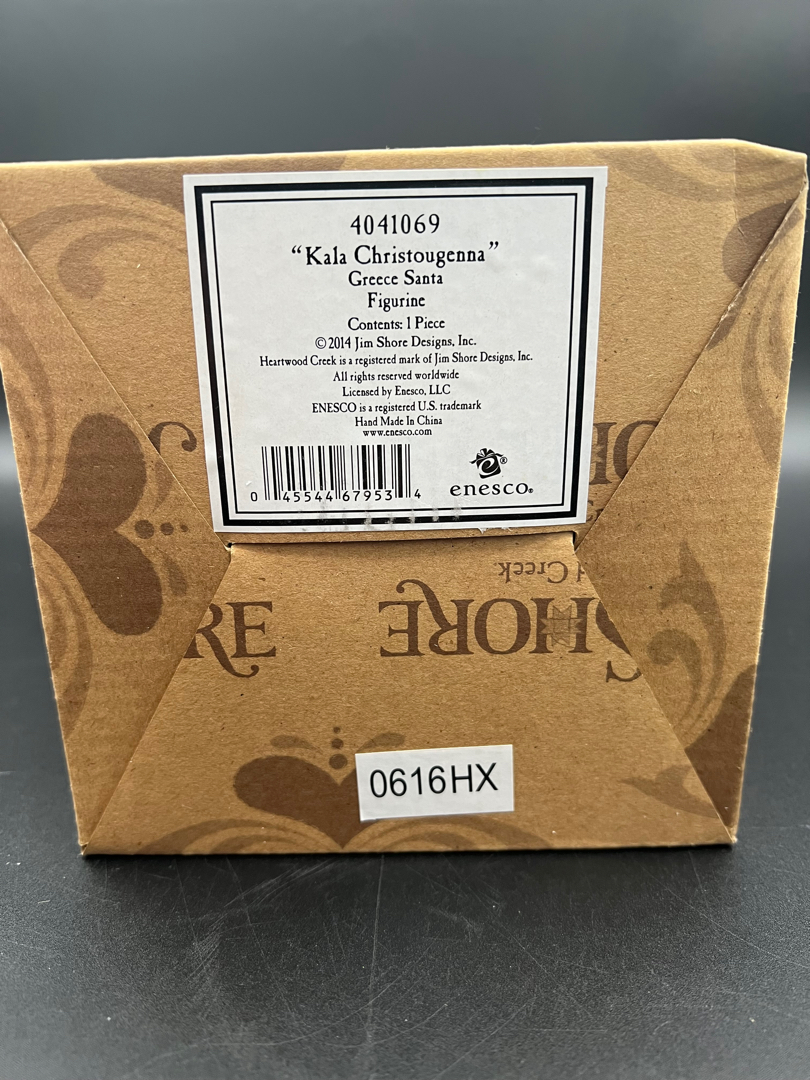 4041069
“Kala Christougenna”
Greece Santa
Figurine
Contents: 1 Piece
© 2014 Jim Shore Designs, Inc.
Heartwood Creek is a registered mark of Jim Shore Designs, Inc.
All rights reserved worldwide
Licensed by Enesco, LLC
ENESCO is a registered U.S. trademark
Hand Made In China
www.enesco.com
0 45544 67953 4
enesco®
Creek
SHORE
RE
0616HX